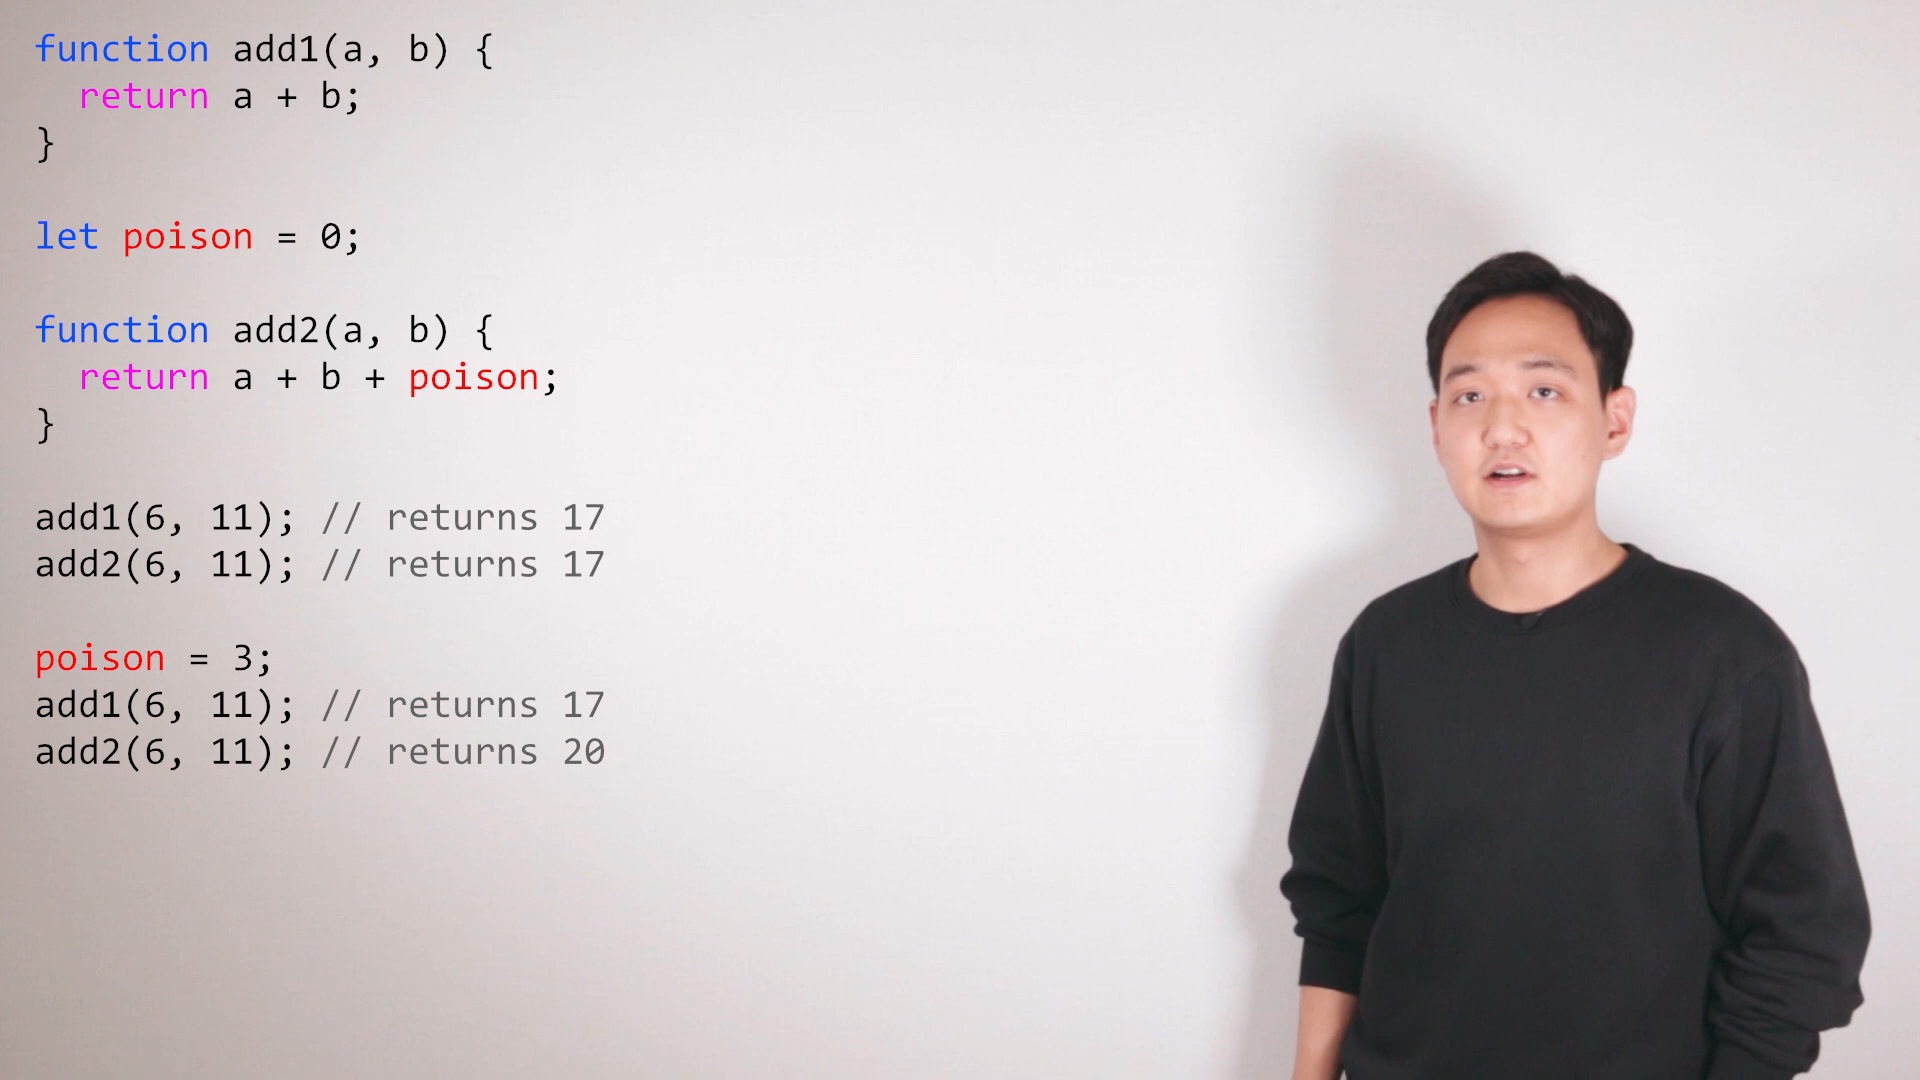 function add1(a, b) {
  return a + b;
}
let poison = 0;
function add2(a, b) {
  return a + b + poison;
}
add1(6, 11); // returns 17
add2(6, 11); // returns 17
poison = 3;
add1(6, 11); // returns 17
add2(6, 11); // returns 20